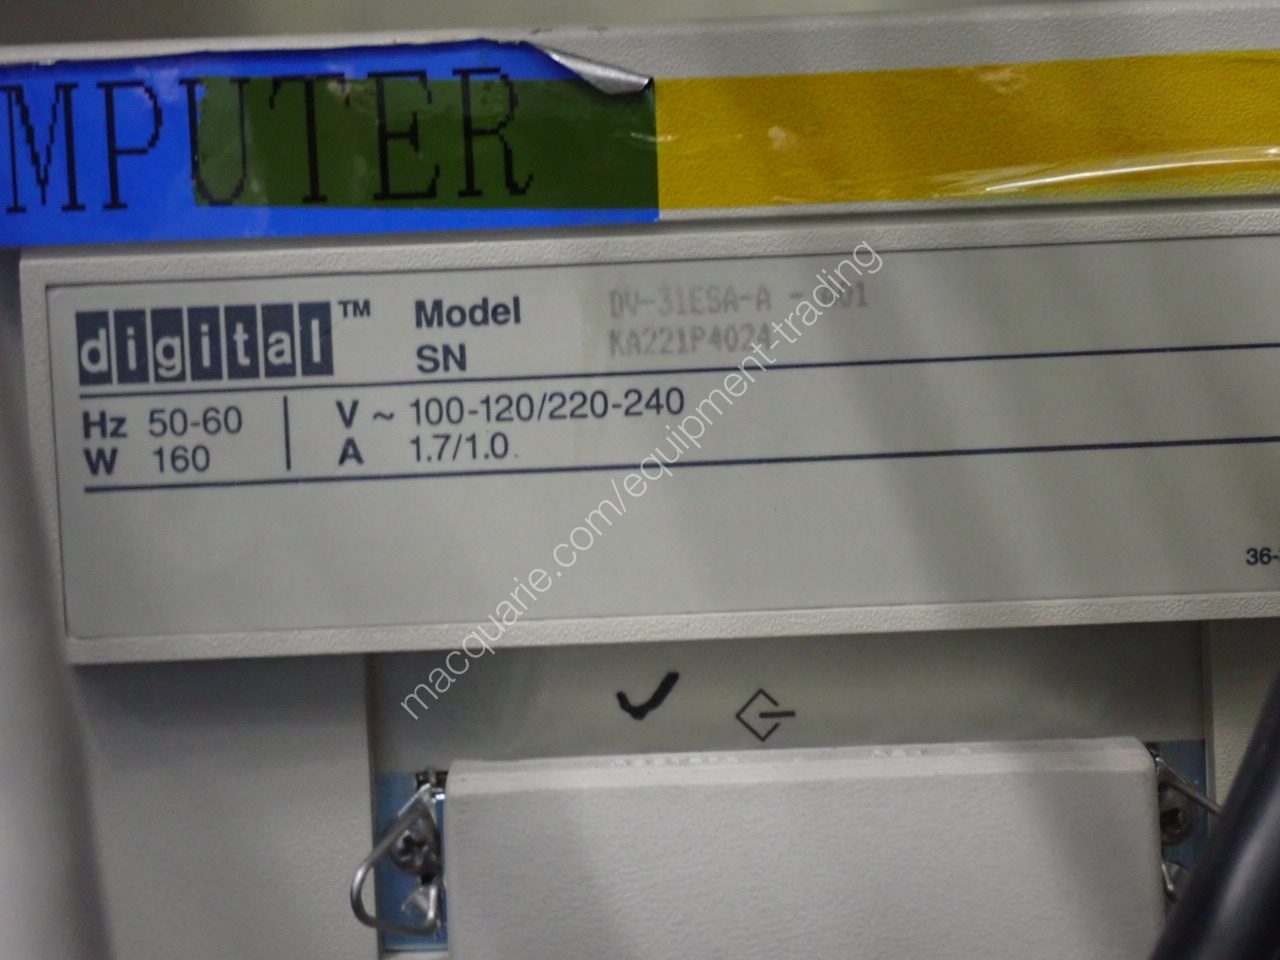 MPUTER
digital™ Model DV-31ESA-A -
SN KA221P4024
Hz 50-60 V ~ 100-120/220-240
W 160 A 1.7/1.0
36-
macquarie.com/equipment-trading